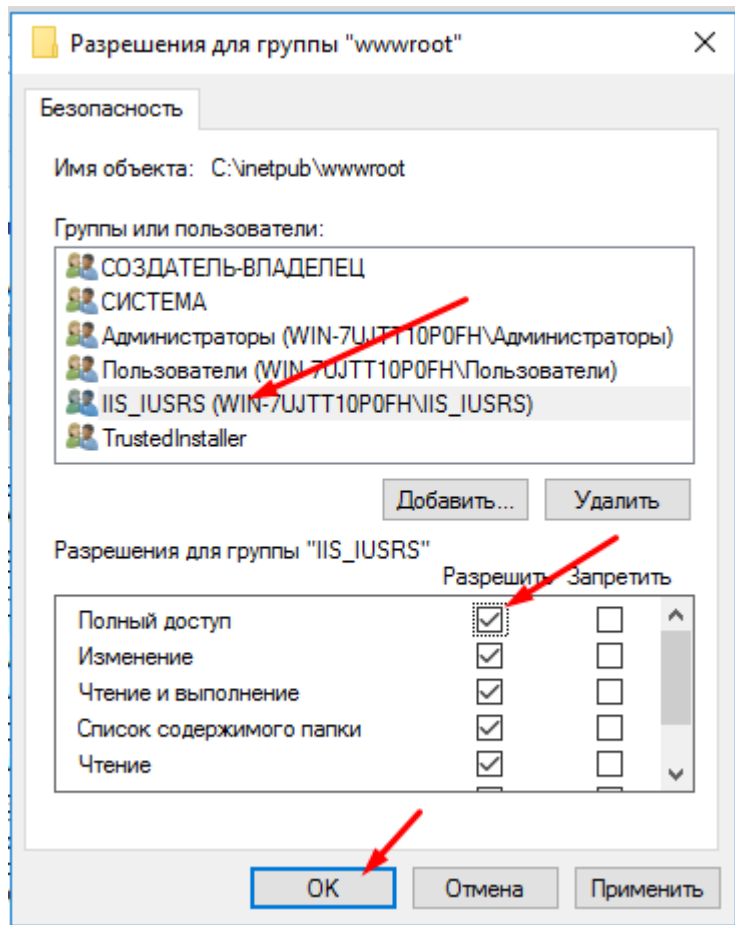 Разрешения для группы "wwwroot"
Безопасность
Имя объекта: C:\inetpub\wwwroot
Группы или пользователи:
СОЗДАТЕЛЬ-ВЛАДЕЛЕЦ
СИСТЕМА
Администраторы (WIN-7UJTT10P0FH\Администраторы)
Пользователи (WIN-7UJTT10P0FH\Пользователи)
IIS_IUSRS (WIN-7UJTT10P0FH\IIS_IUSRS)
TrustedInstaller
Добавить... Удалить
Разрешения для группы "IIS_IUSRS"
Разрешить Запретить
Полный доступ
Изменение
Чтение и выполнение
Список содержимого папки
Чтение
OK Отмена Применить